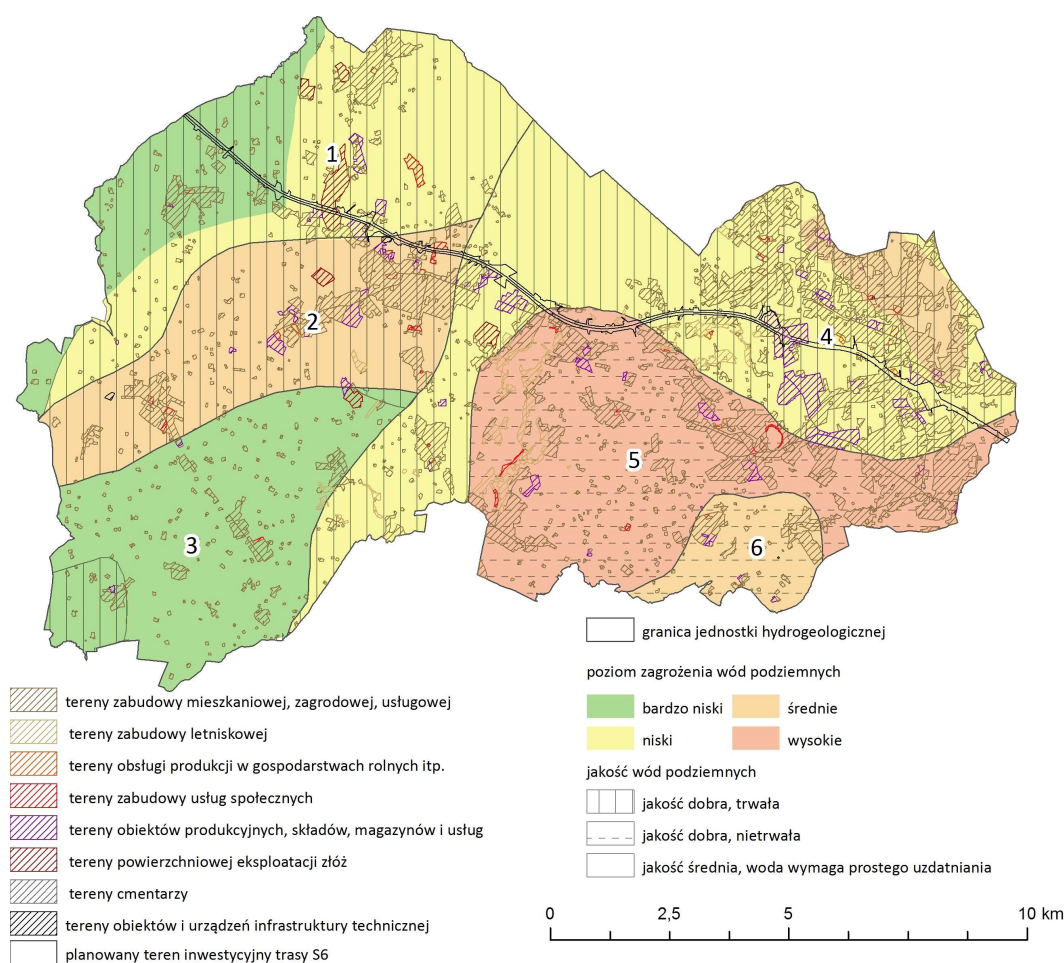 1
2
4
5
3
6
granica jednostki hydrogeologicznej
poziom zagrożenia wód podziemnych
bardzo niski
średnie
niski
wysokie
jakość wód podziemnych
jakość dobra, trwała
jakość dobra, nietrwała
jakość średnia, woda wymaga prostego uzdatniania
tereny zabudowy mieszkaniowej, zagrodowej, usługowej
tereny zabudowy letniskowej
tereny obsługi produkcji w gospodarstwach rolnych itp.
tereny zabudowy usług społecznych
tereny obiektów produkcyjnych, składów, magazynów i usług
tereny powierzchniowej eksploatacji złóż
tereny cmentarzy
tereny obiektów i urządzeń infrastruktury technicznej
planowany teren inwestycyjny trasy S6
0 2,5 5 10 km